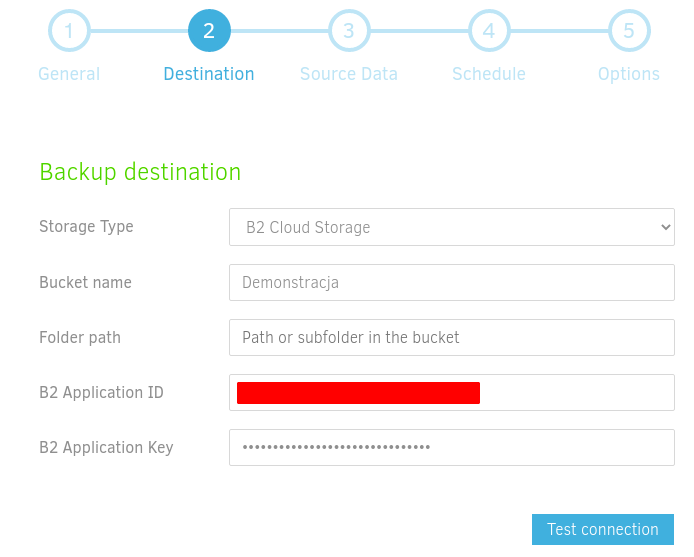 1 2 3 4 5
General Destination Source Data Schedule Options
Backup destination
Storage Type B2 Cloud Storage
Bucket name Demonstracja
Folder path Path or subfolder in the bucket
B2 Application ID
B2 Application Key •••••••••••••••••••••••••••••••
Test connection